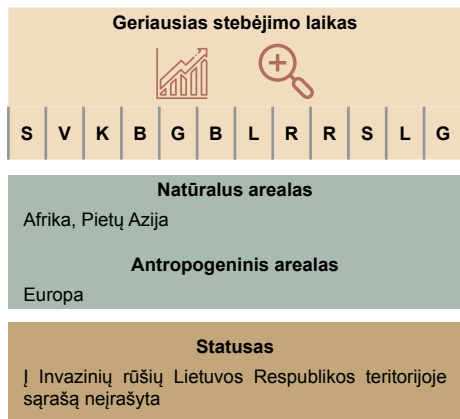 Geriausias stebėjimo laikas
S V K B G B L R R S L G
Natūralus arealas
Afrika, Pietų Azija
Antropogeninis arealas
Europa
Statusas
Į Invazinių rūšių Lietuvos Respublikos teritorijoje
sąrašą neįrašyta